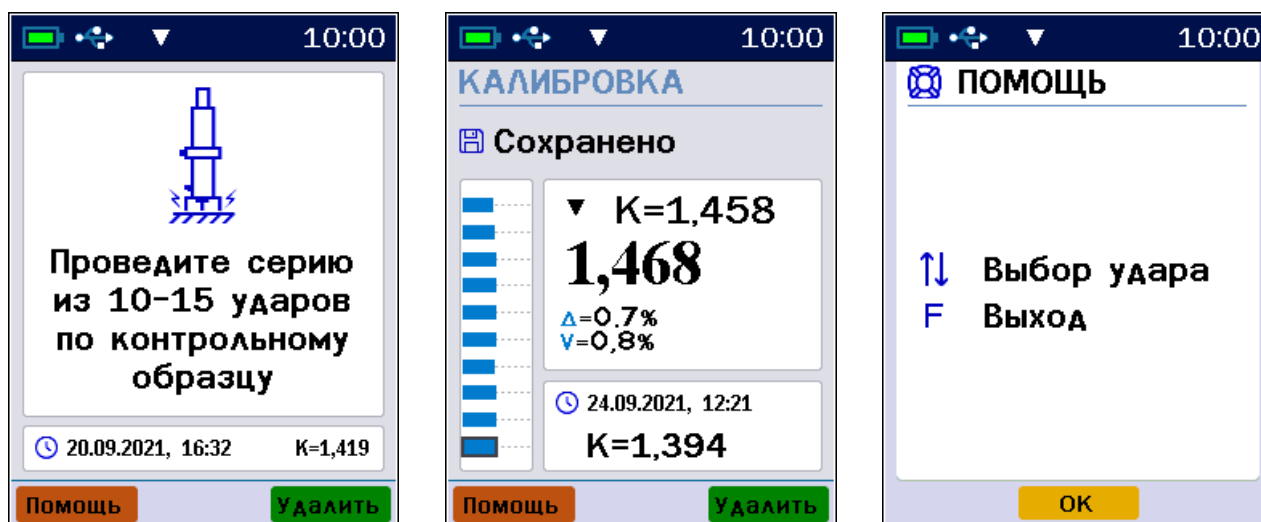 10:00
Проведите серию
из 10-15 ударов
по контрольному
образцу
20.09.2021, 16:32 K=1,419
Помощь Удалить
10:00
КАЛИБРОВКА
Сохранено
K=1,458
1,468
Δ=0.7%
V=0,8%
24.09.2021, 12:21
K=1,394
Помощь Удалить
10:00
ПОМОЩЬ
↑↓ Выбор удара
F Выход
OK